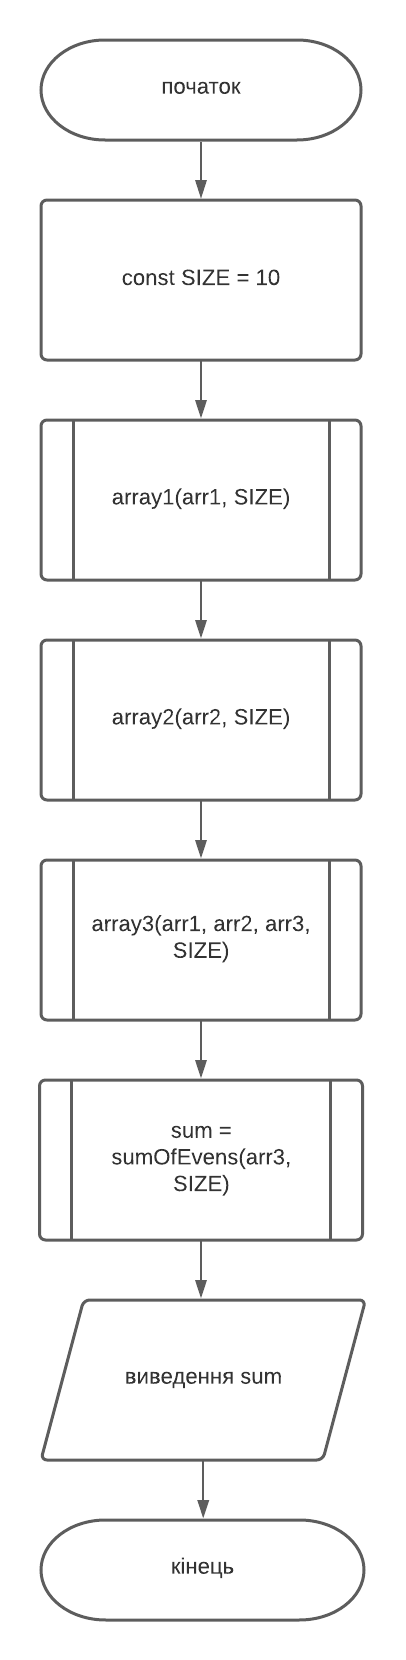 початок
const SIZE = 10
array1(arr1, SIZE)
array2(arr2, SIZE)
array3(arr1, arr2, arr3,
SIZE)
sum =
sumOfEvens(arr3,
SIZE)
виведення sum
кінець